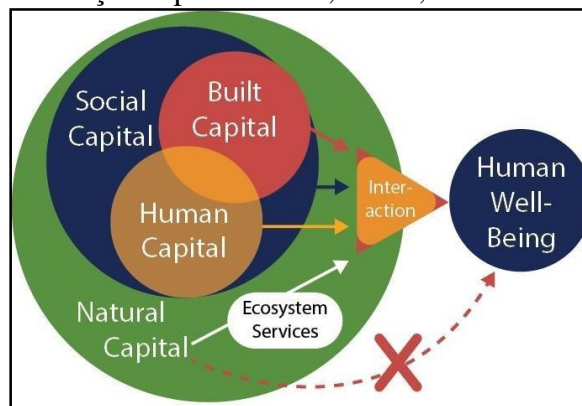 Social
Capital
Built
Capital
Human
Capital
Natural
Capital
Ecosystem
Services
Inter-
action
Human
Well-
Being